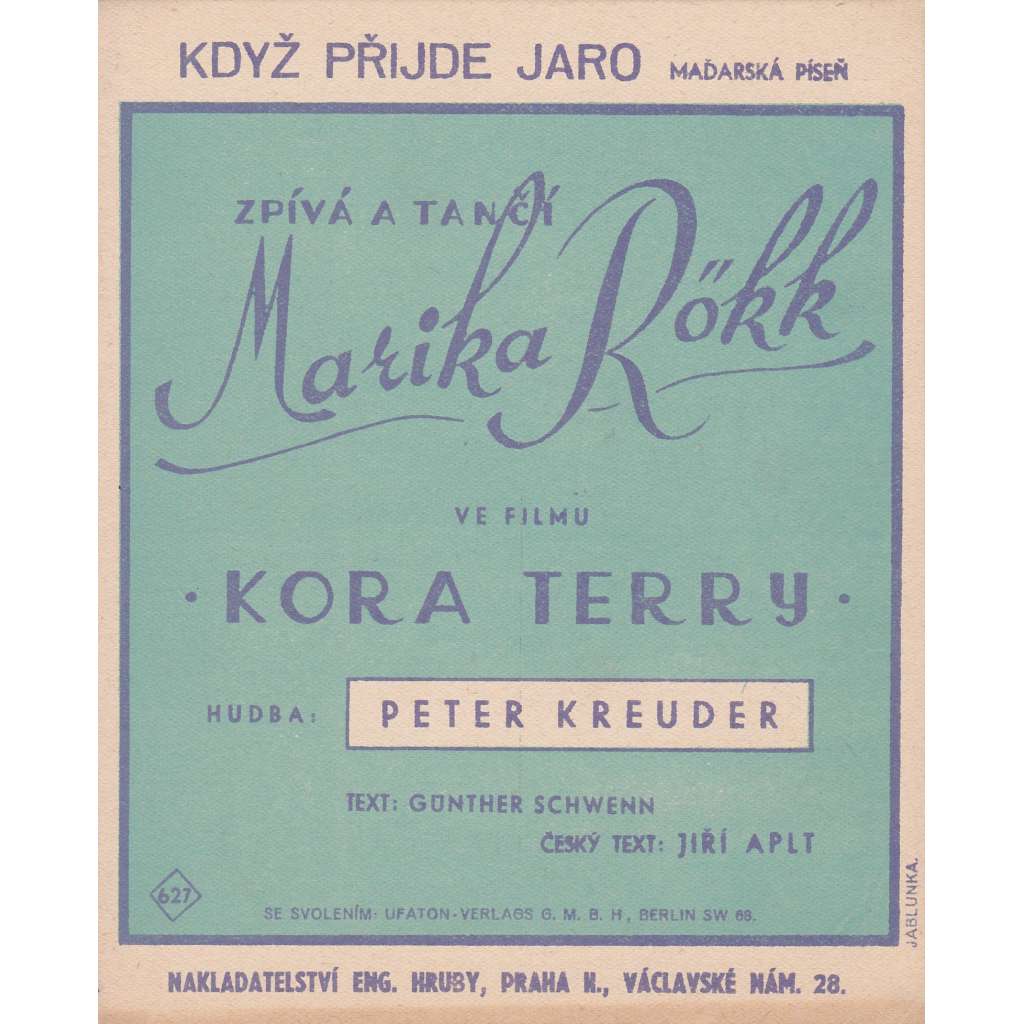 KDYŽ PŘIJDE JARO MAĎARSKÁ PÍSEŇ
ZPÍVÁ A TANČÍ
Marika Rökk
VE FILMU
· KORA TERRY ·
HUDBA: PETER KREUDER
TEXT: GÜNTHER SCHWENN
ČESKÝ TEXT: JIŘÍ APLT
627
SE SVOLENÍM: UFATON-VERLAGS G. M. B. H., BERLIN SW 68.
JABLUNKA.
NAKLADATELSTVÍ ENG. HRUBY, PRAHA II., VÁCLAVSKÉ NÁM. 28.